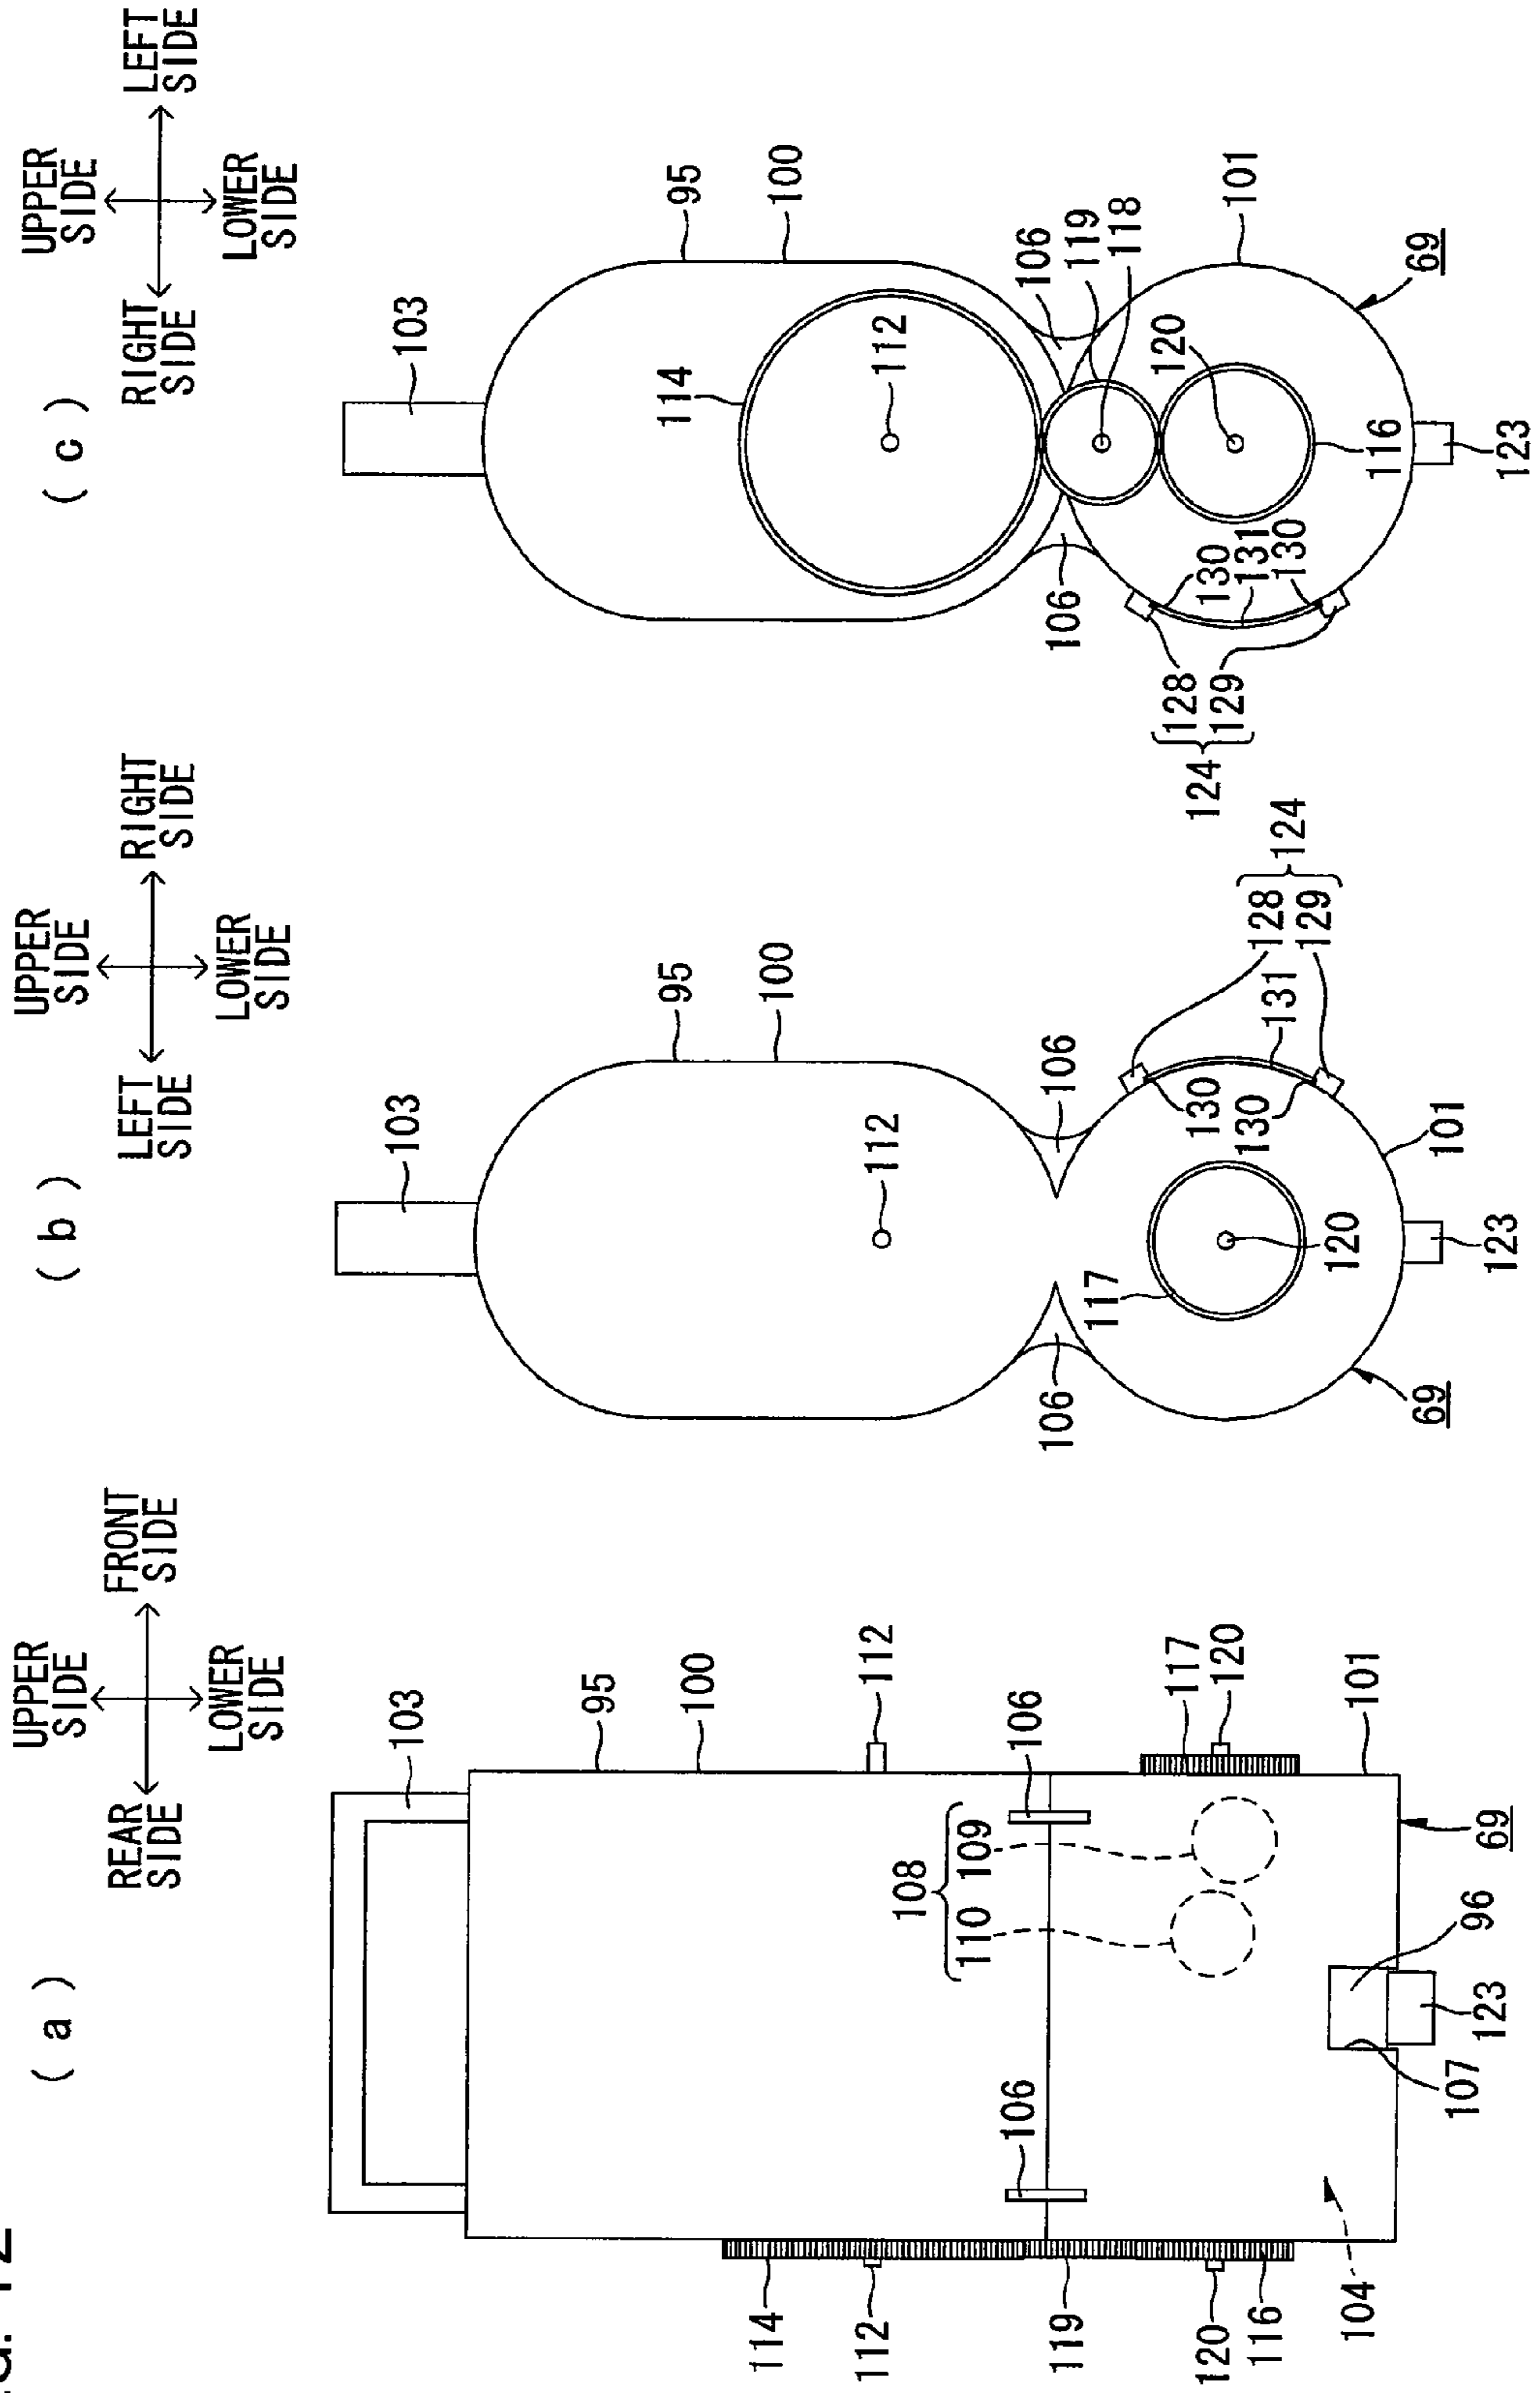 ( a )
UPPER
SIDE
REAR
SIDE
FRONT
SIDE
LOWER
SIDE
103
95
100
114
112
112
106
106
108
110
109
119
117
120
120
116
101
104
107
96
123
69
( b )
UPPER
SIDE
LEFT
SIDE
RIGHT
SIDE
LOWER
SIDE
103
95
100
112
106
106
117
130
130
131
128
129
124
120
101
69
123
( c )
UPPER
SIDE
RIGHT
SIDE
LEFT
SIDE
LOWER
SIDE
103
95
100
114
112
106
106
119
118
120
101
130
131
130
128
129
124
116
69
123